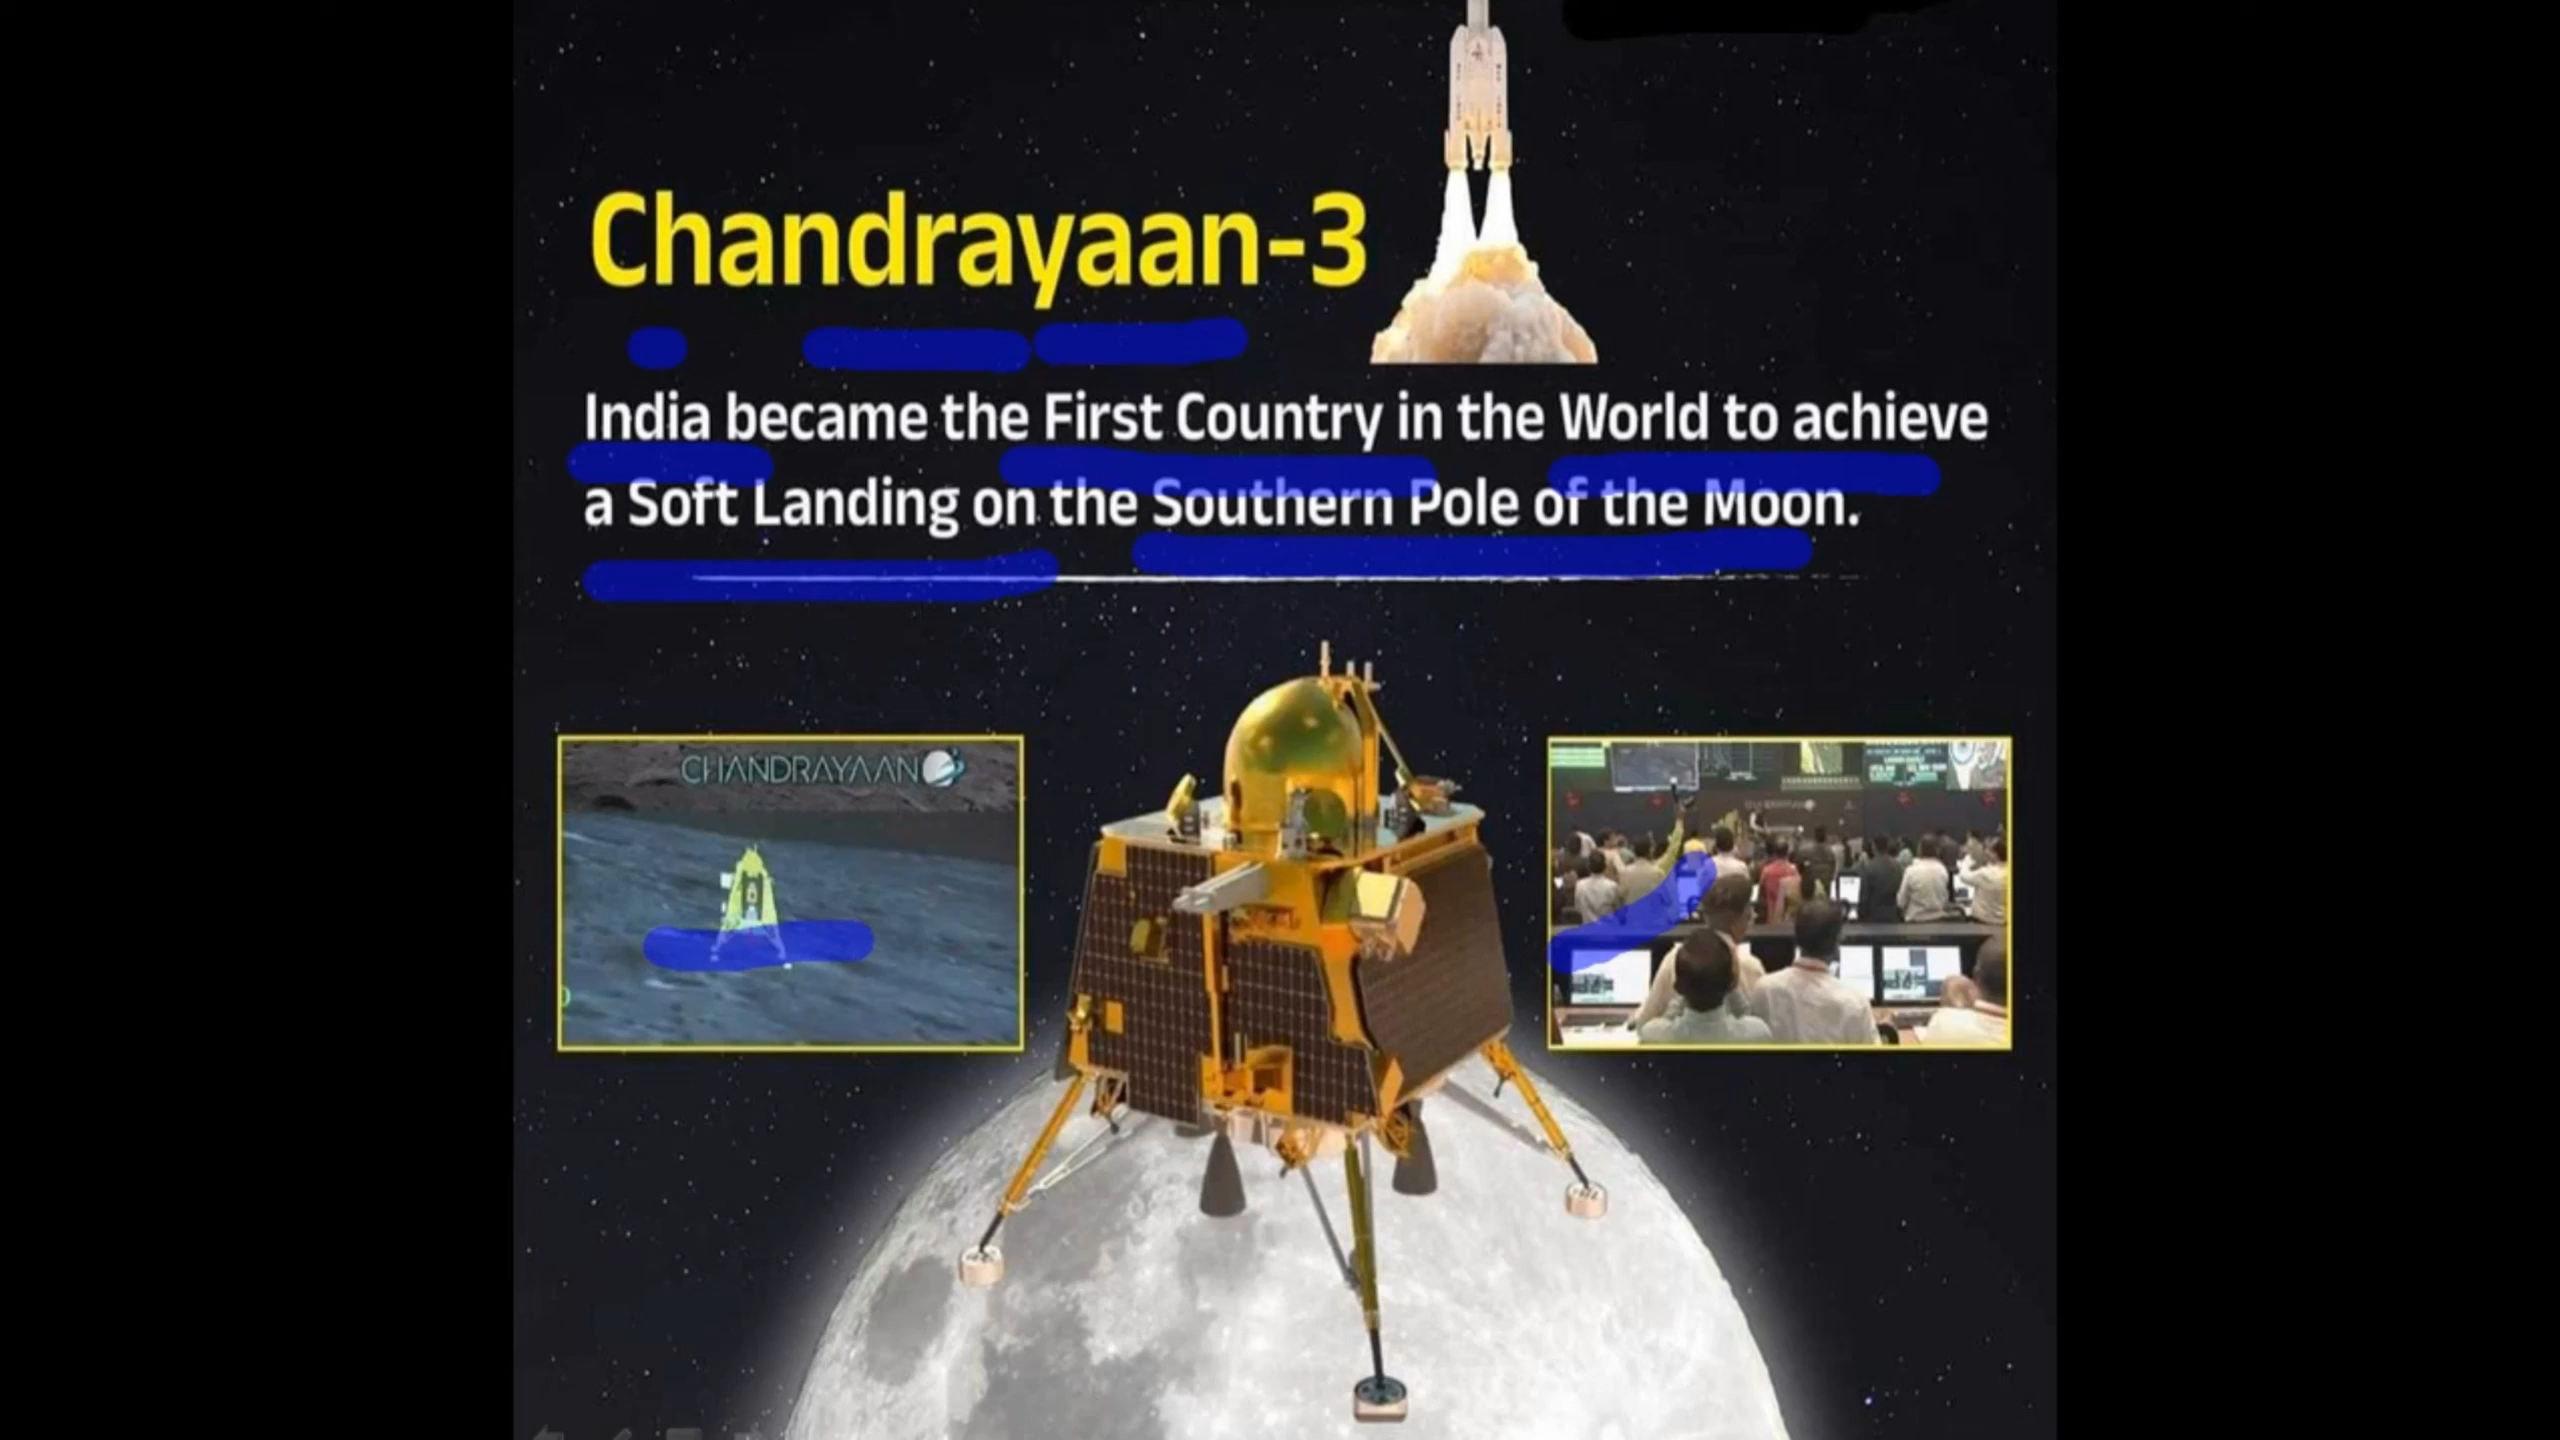 Chandrayaan-3
India became the First Country in the World to achieve
a Soft Landing on the Southern Pole of the Moon.
CHANDRAYAAN